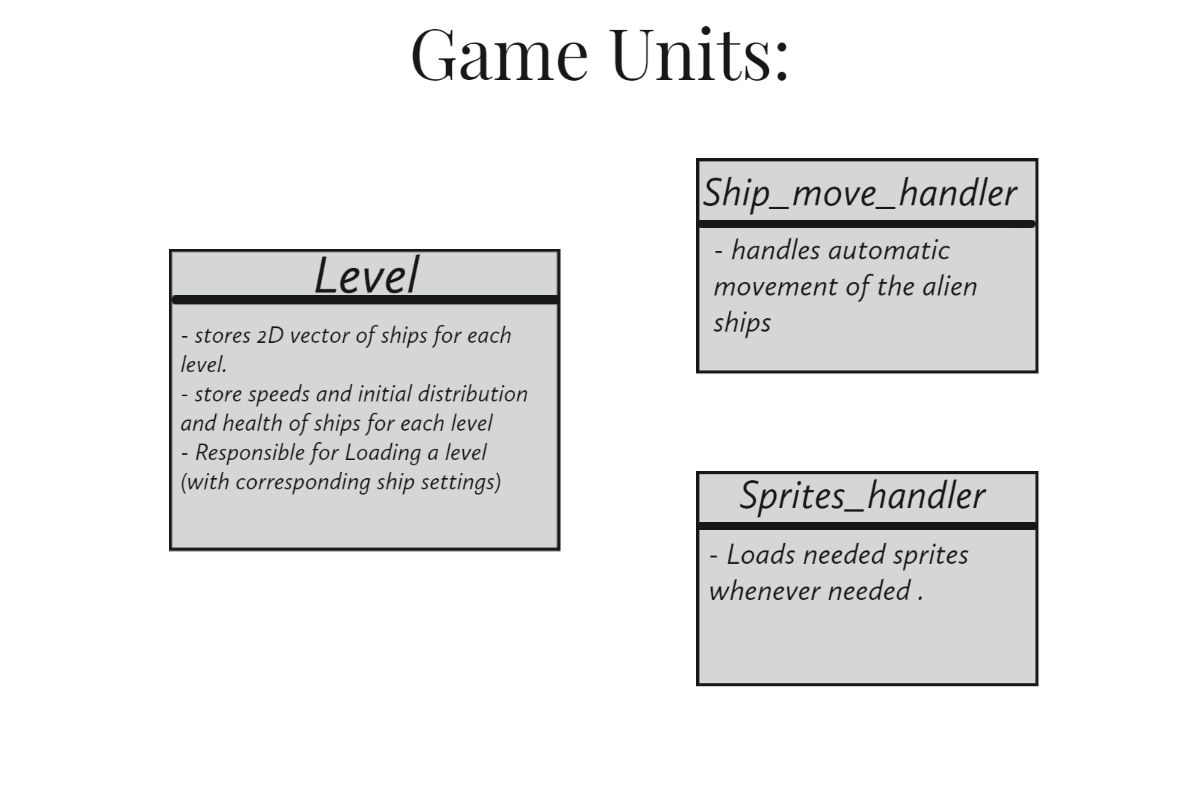 Game Units:
Level
- stores 2D vector of ships for each
level.
- store speeds and initial distribution
and health of ships for each level
- Responsible for Loading a level
(with corresponding ship settings)
Ship_move_handler
- handles automatic
movement of the alien
ships
Sprites_handler
- Loads needed sprites
whenever needed .